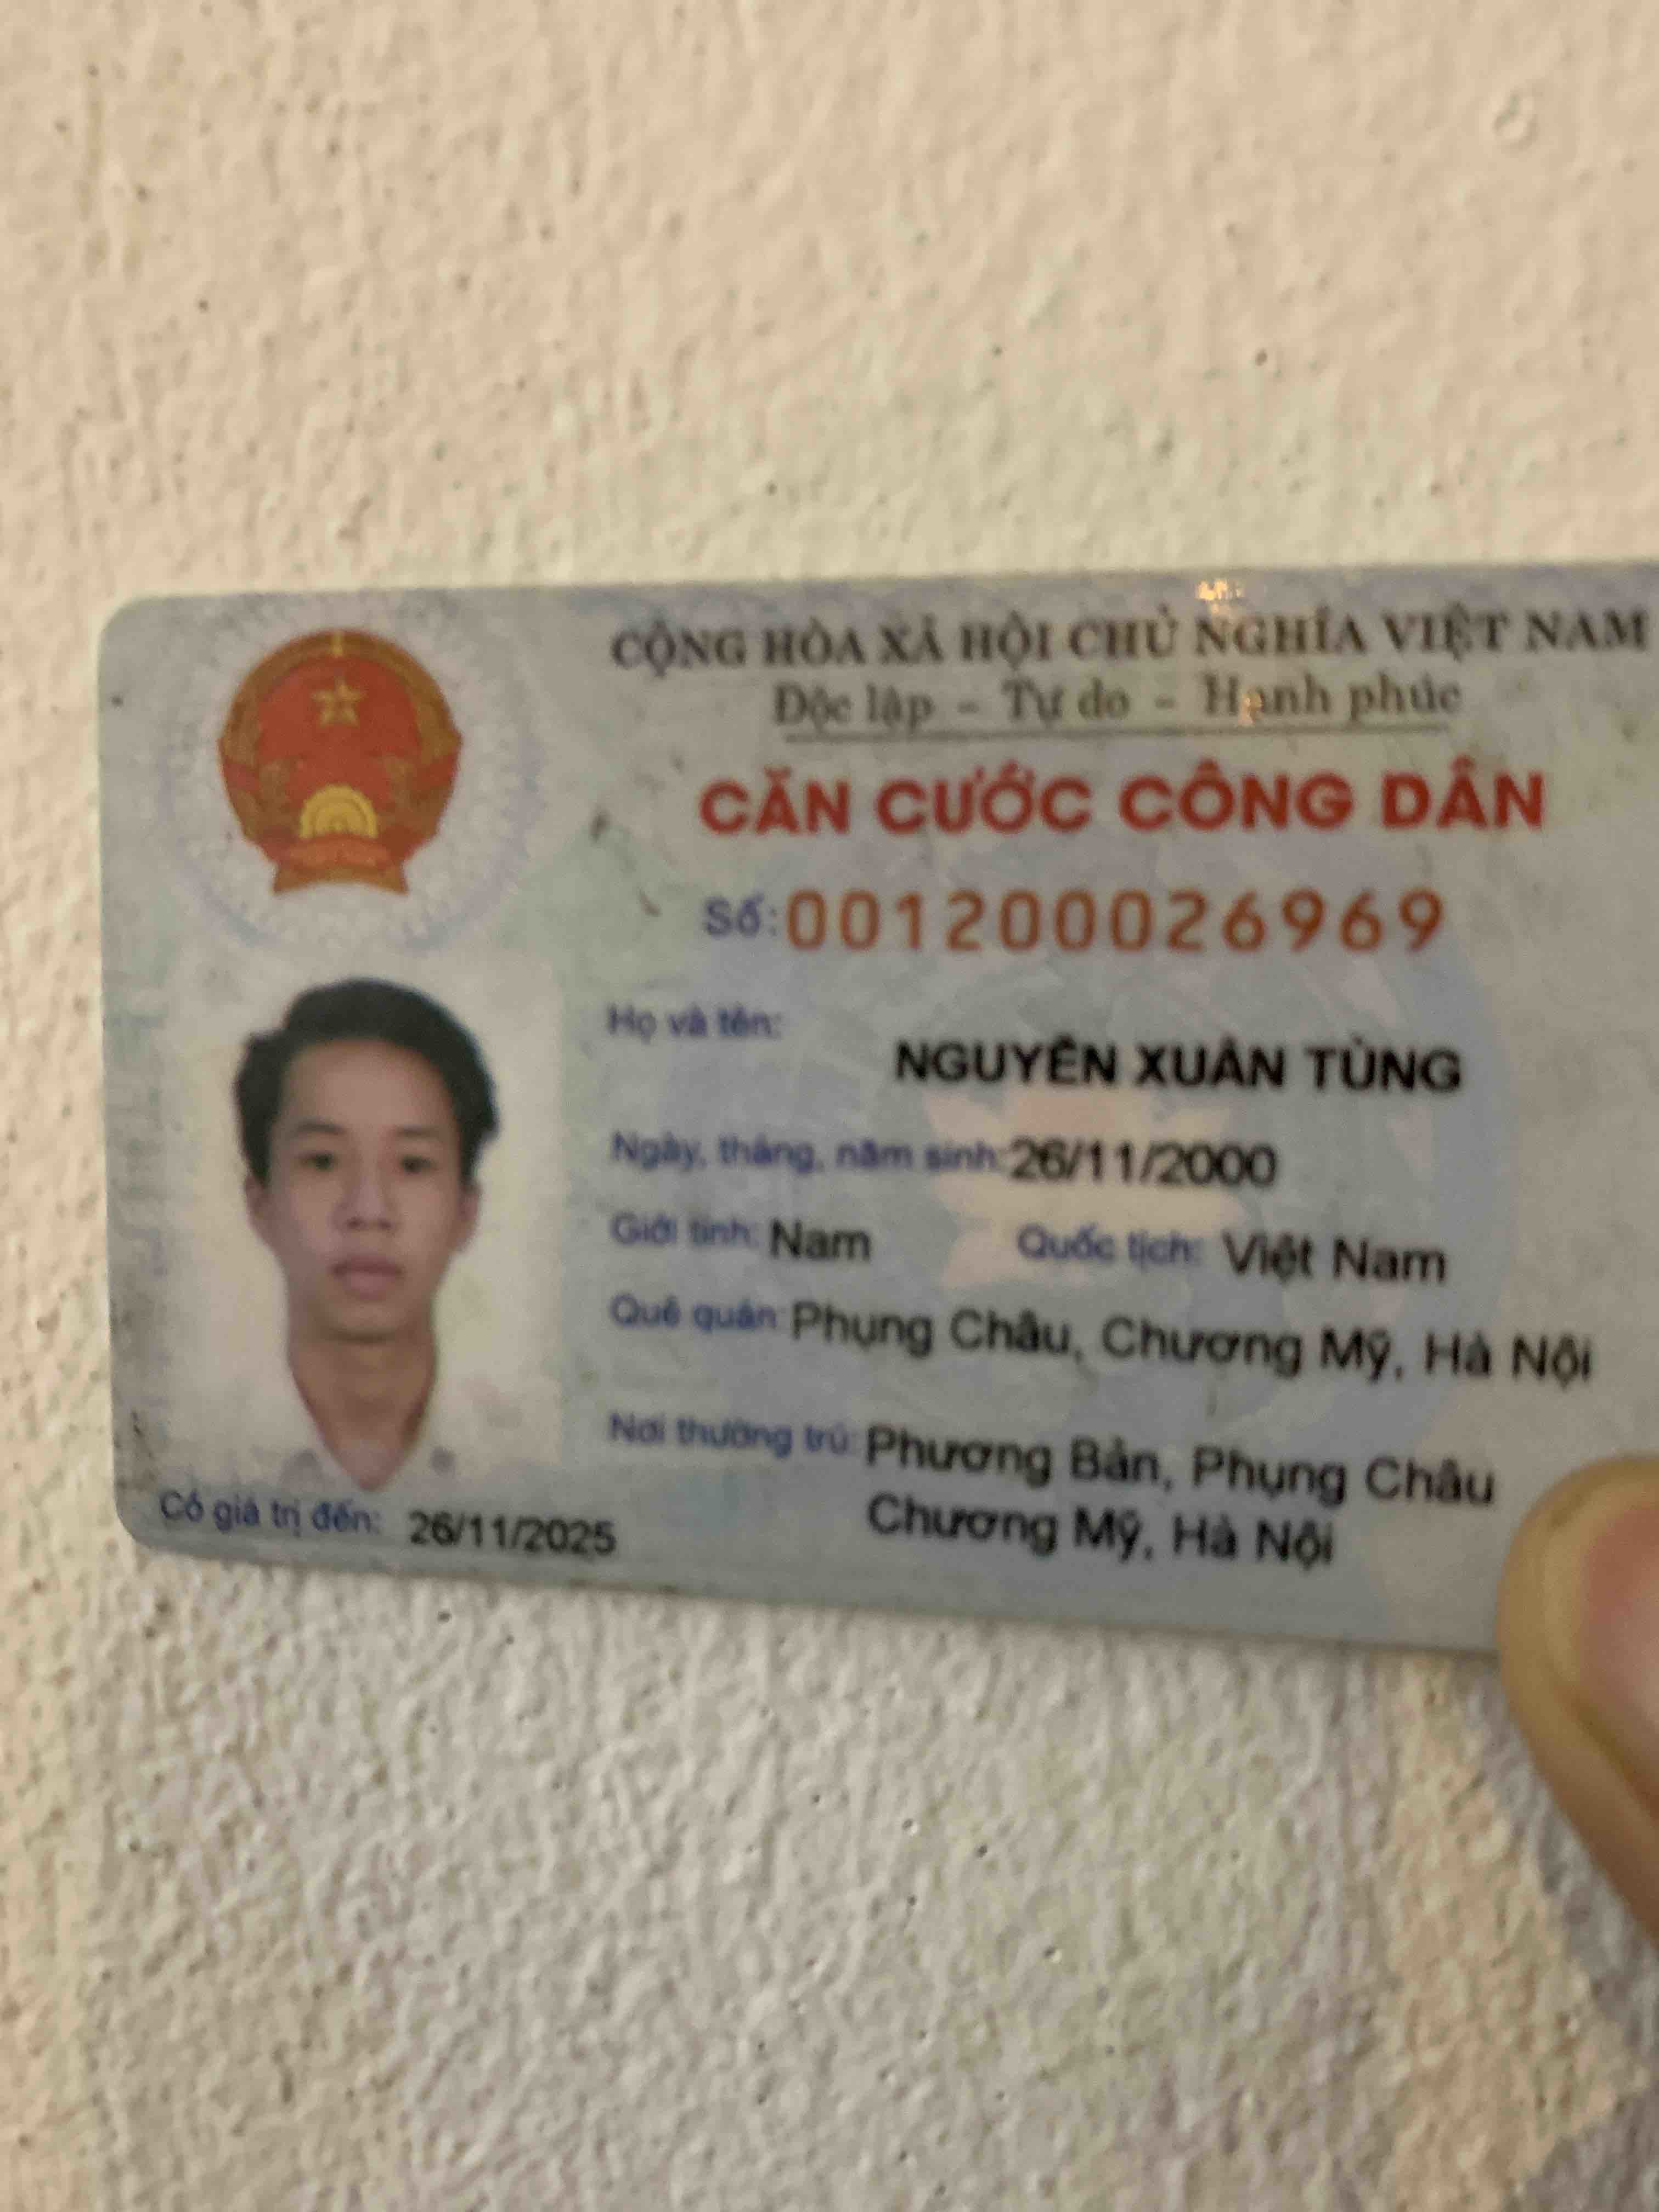 CỘNG HÒA XÃ HỘI CHỦ NGHĨA VIỆT NAM
Độc lập - Tự do - Hạnh phúc
CĂN CƯỚC CÔNG DÂN
Số: 001200026969
Họ và tên:
NGUYỄN XUÂN TÙNG
Ngày, tháng, năm sinh: 26/11/2000
Giới tính: Nam Quốc tịch: Việt Nam
Quê quán: Phụng Châu, Chương Mỹ, Hà Nội
Nơi thường trú: Phương Bản, Phụng Châu
Chương Mỹ, Hà Nội
Có giá trị đến: 26/11/2025